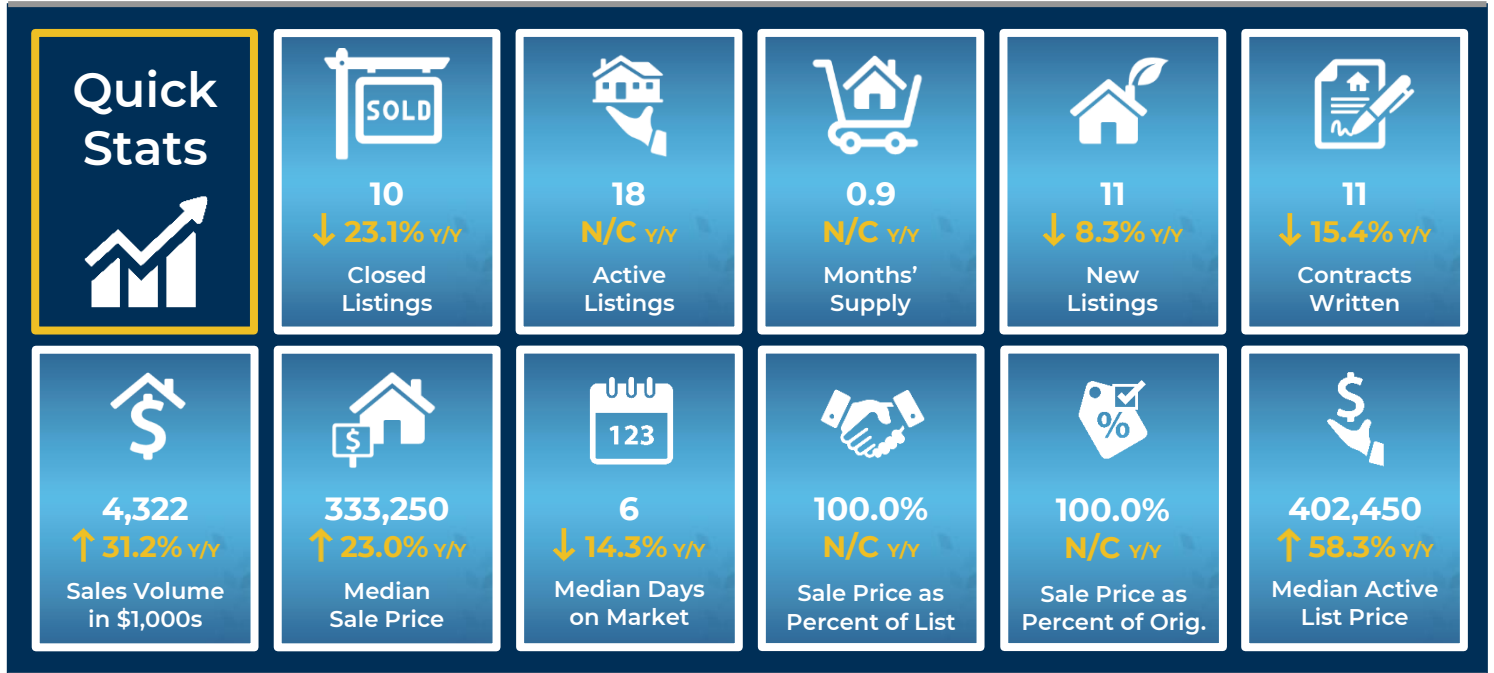 Quick
Stats
SOLD
10
↓ 23.1% Y/Y
Closed
Listings
18
N/C Y/Y
Active
Listings
0.9
N/C Y/Y
Months’
Supply
11
↓ 8.3% Y/Y
New
Listings
11
↓ 15.4% Y/Y
Contracts
Written
$
4,322
↑ 31.2% Y/Y
Sales Volume
in $1,000s
$
333,250
↑ 23.0% Y/Y
Median
Sale Price
123
6
↓ 14.3% Y/Y
Median Days
on Market
100.0%
N/C Y/Y
Sale Price as
Percent of List
%
100.0%
N/C Y/Y
Sale Price as
Percent of Orig.
$
402,450
↑ 58.3% Y/Y
Median Active
List Price